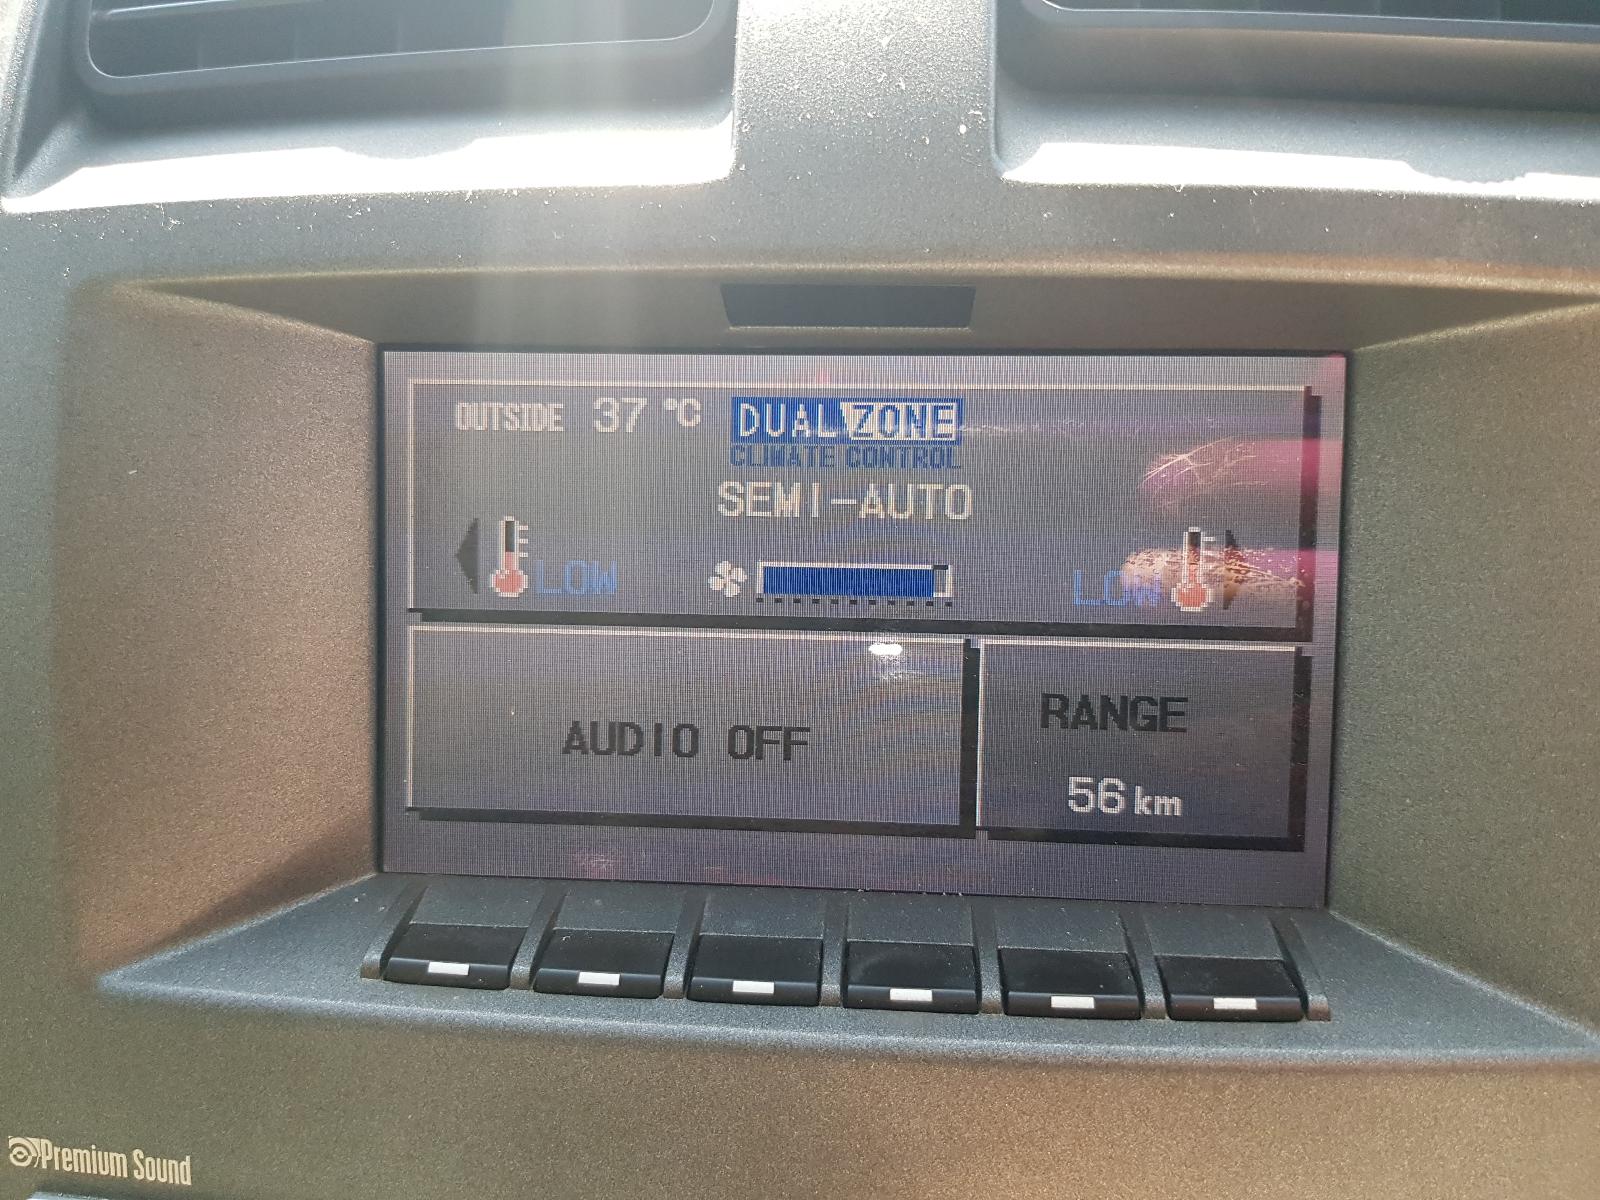 OUTSIDE 37 °C
DUAL ZONE
CLIMATE CONTROL
SEMI-AUTO
LOW
LOW
AUDIO OFF
RANGE
56 km
Premium Sound